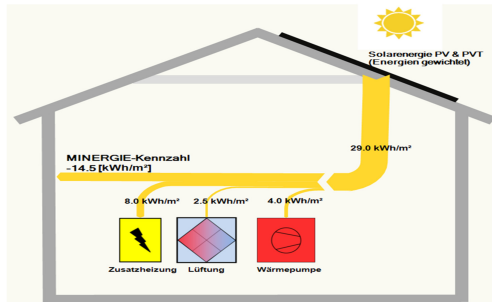 Solarenergie PV & PVT
(Energien gewichtet)
29.0 kWh/m²
MINERGIE-Kennzahl
-14.5 [kWh/m²]
8.0 kWh/m²
2.5 kWh/m²
4.0 kWh/m²
Zusatzheizung
Lüftung
Wärmepumpe